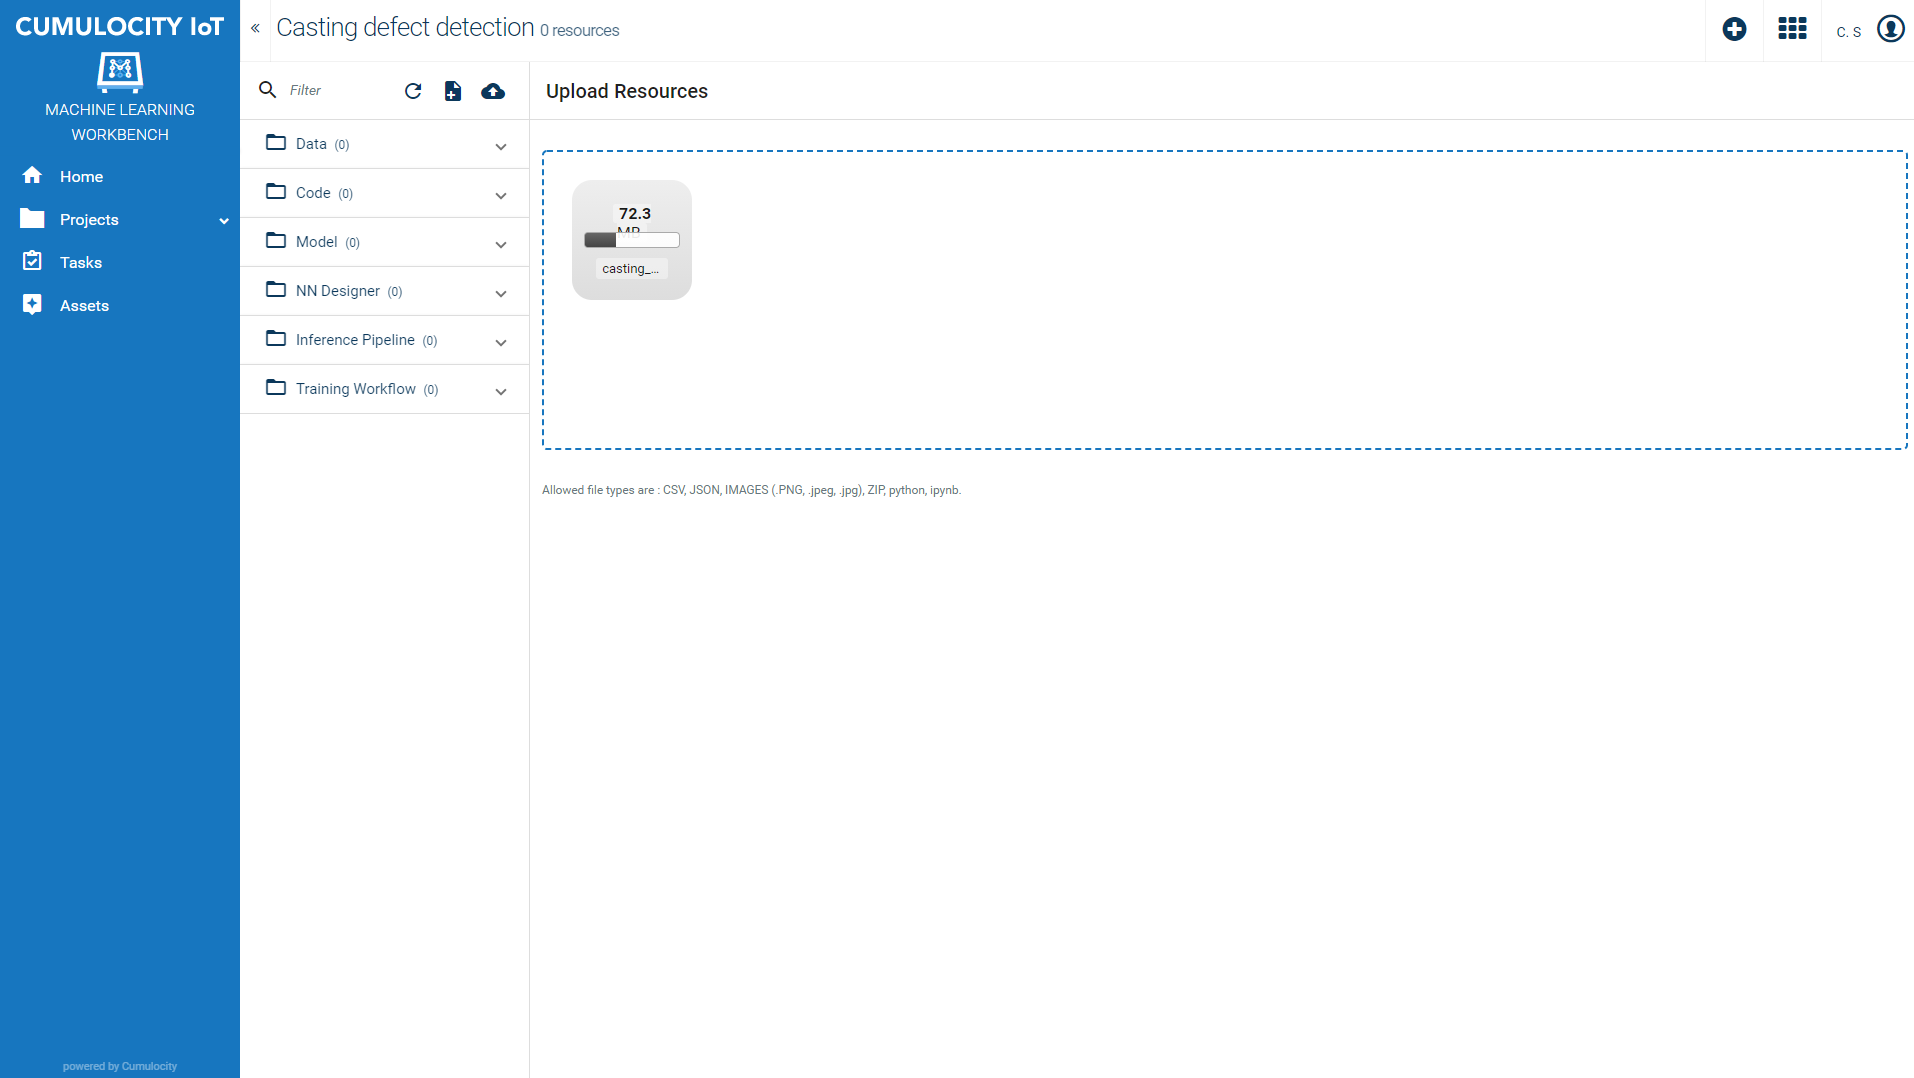 CUMULOCITY IoT
MACHINE LEARNING
WORKBENCH
Home
Projects
Tasks
Assets
powered by Cumulocity
«
Casting defect detection 0 resources
C. S
Filter
Data (0)
Code (0)
Model (0)
NN Designer (0)
Inference Pipeline (0)
Training Workflow (0)
Upload Resources
72.3
MB
casting_...
Allowed file types are : CSV, JSON, IMAGES (.PNG, .jpeg, .jpg), ZIP, python, ipynb.